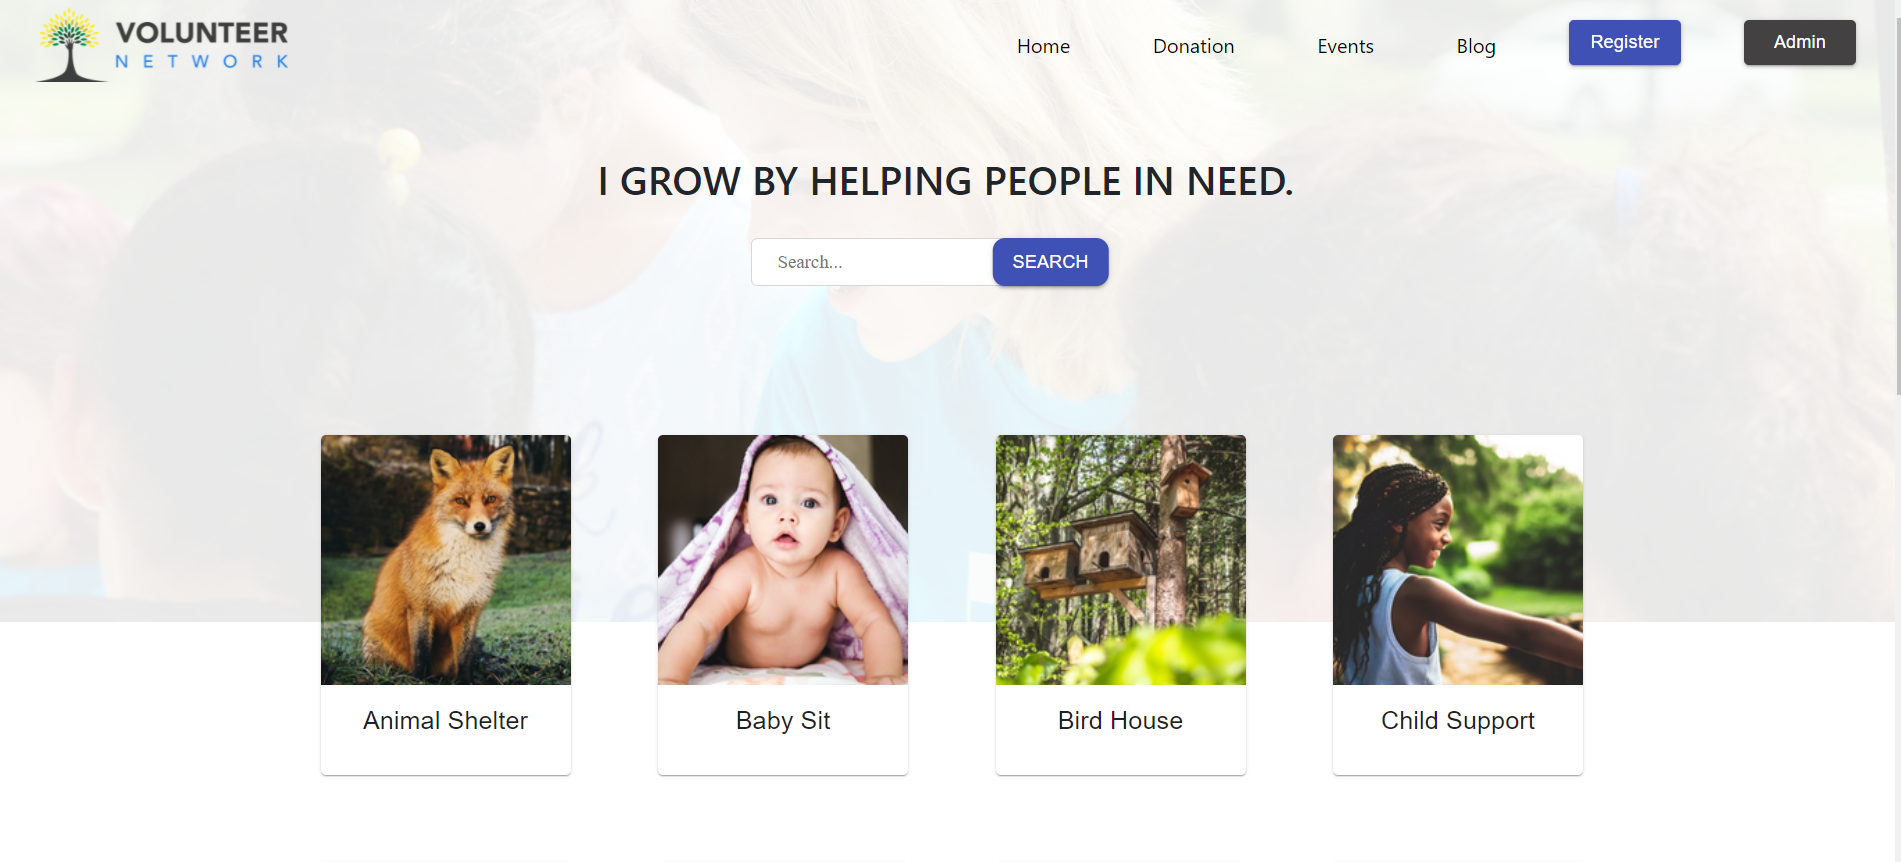 VOLUNTEER
NETWORK
Home
Donation
Events
Blog
Register
Admin
I GROW BY HELPING PEOPLE IN NEED.
Search...
SEARCH
Animal Shelter
Baby Sit
Bird House
Child Support